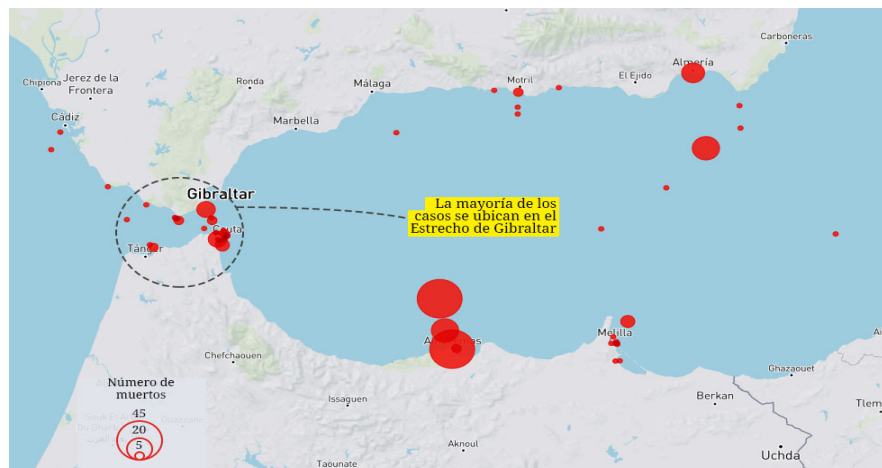 Carboneras
Almería
Chipiona
Jerez de la
Frontera
Ronda
Málaga
Motril
El Ejido
Cádiz
Marbella
Gibraltar
La mayoría de los
casos se ubican en el
Estrecho de Gibraltar
Ceuta
Tánger
Melilla
Chefchaouen
Ghazaouet
Número de
muertos
45
20
5
Issaguen
Berkan
Aknoul
Uchda
Taounate